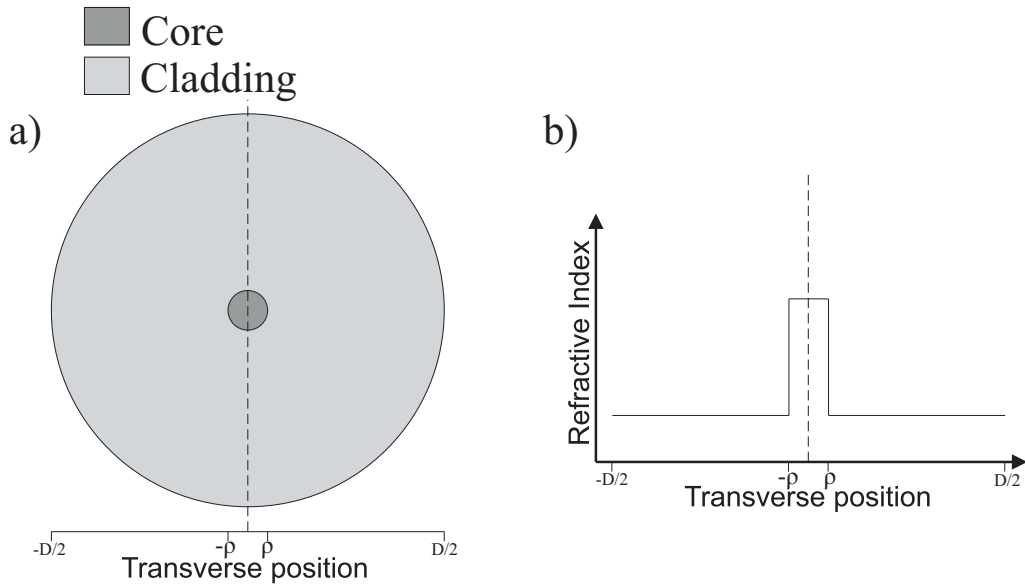 Core
Cladding
a)
-D/2
-ρ
ρ
D/2
Transverse position
b)
Refractive Index
-D/2
-ρ
ρ
D/2
Transverse position